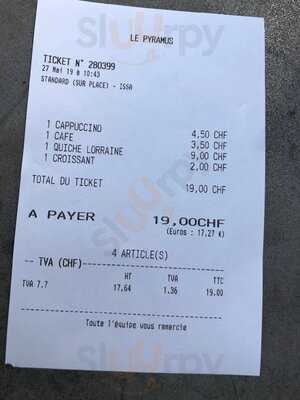 LE PYRAMUS
TICKET N° 280399
27 Mai 19 à 10:43
STANDARD (SUR PLACE) - ISSA
1 CAPPUCCINO 4,50 CHF
1 CAFE 3,50 CHF
1 QUICHE LORRAINE 9,00 CHF
1 CROISSANT 2,00 CHF
TOTAL DU TICKET 19,00 CHF
A PAYER 19,00CHF
(Euros : 17,27 €)
4 ARTICLE(S)
-- TVA (CHF)--
HT TVA TTC
TVA 7.7 17,64 1.36 19.00
Toute l'équipe vous remercie
sluurpy
sluurpy
sluurpy